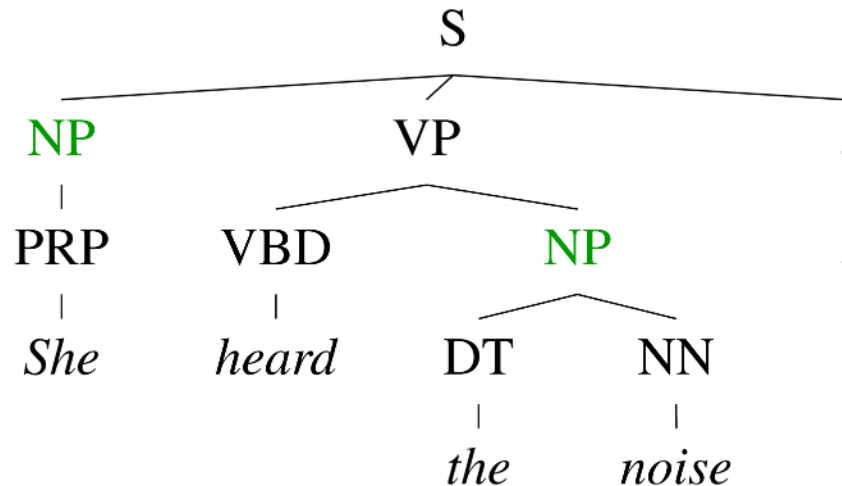 S
NP VP
PRP VBD NP
She heard DT NN
the noise